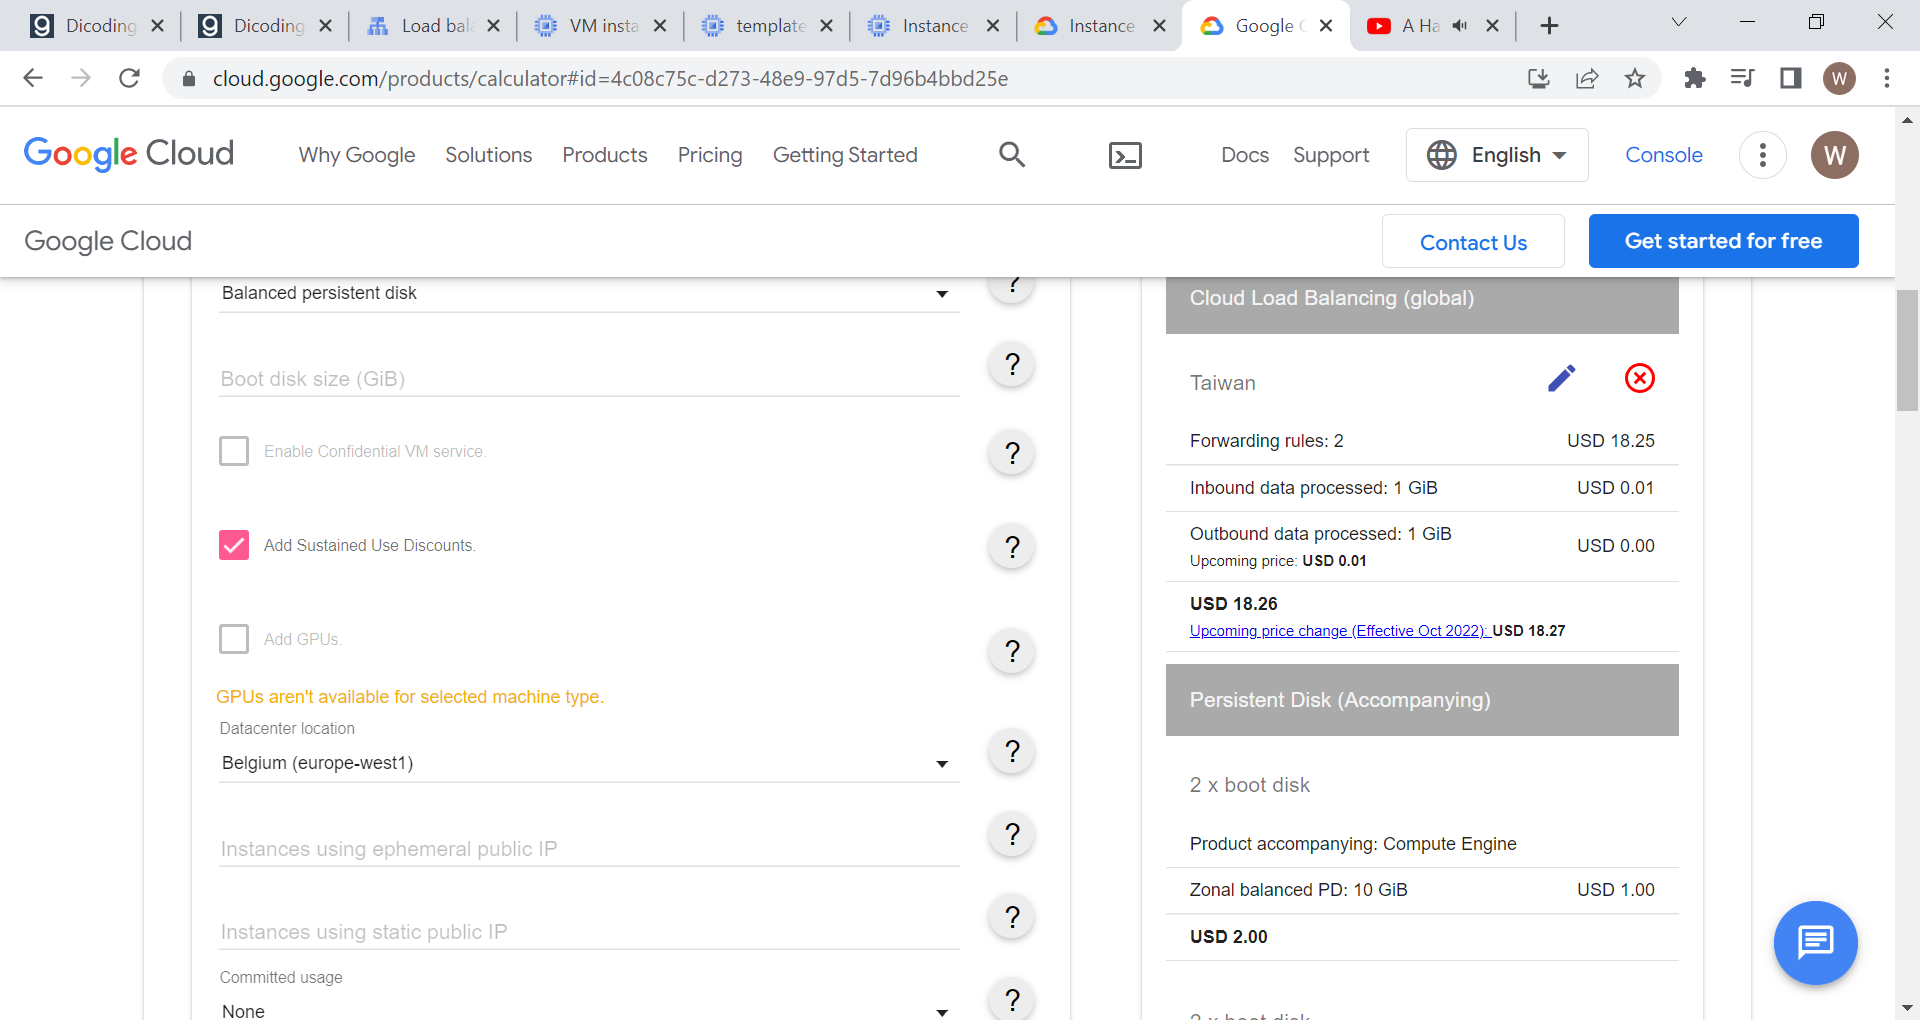 Dicoding
Dicoding
Load bala
VM insta
template
Instance
Instance
Google C
A Ha
cloud.google.com/products/calculator#id=4c08c75c-d273-48e9-97d5-7d96b4bbd25e
W
Google Cloud
Why Google
Solutions
Products
Pricing
Getting Started
Docs
Support
English
Console
W
Google Cloud
Contact Us
Get started for free
Balanced persistent disk
?
Boot disk size (GiB)
?
Enable Confidential VM service.
?
Add Sustained Use Discounts.
?
Add GPUs.
?
GPUs aren't available for selected machine type.
Datacenter location
Belgium (europe-west1)
?
Instances using ephemeral public IP
?
Instances using static public IP
?
Committed usage
None
?
Cloud Load Balancing (global)
Taiwan
Forwarding rules: 2 USD 18.25
Inbound data processed: 1 GiB USD 0.01
Outbound data processed: 1 GiB USD 0.00
Upcoming price: USD 0.01
USD 18.26
Upcoming price change (Effective Oct 2022): USD 18.27
Persistent Disk (Accompanying)
2 x boot disk
Product accompanying: Compute Engine
Zonal balanced PD: 10 GiB USD 1.00
USD 2.00
2 x boot disk